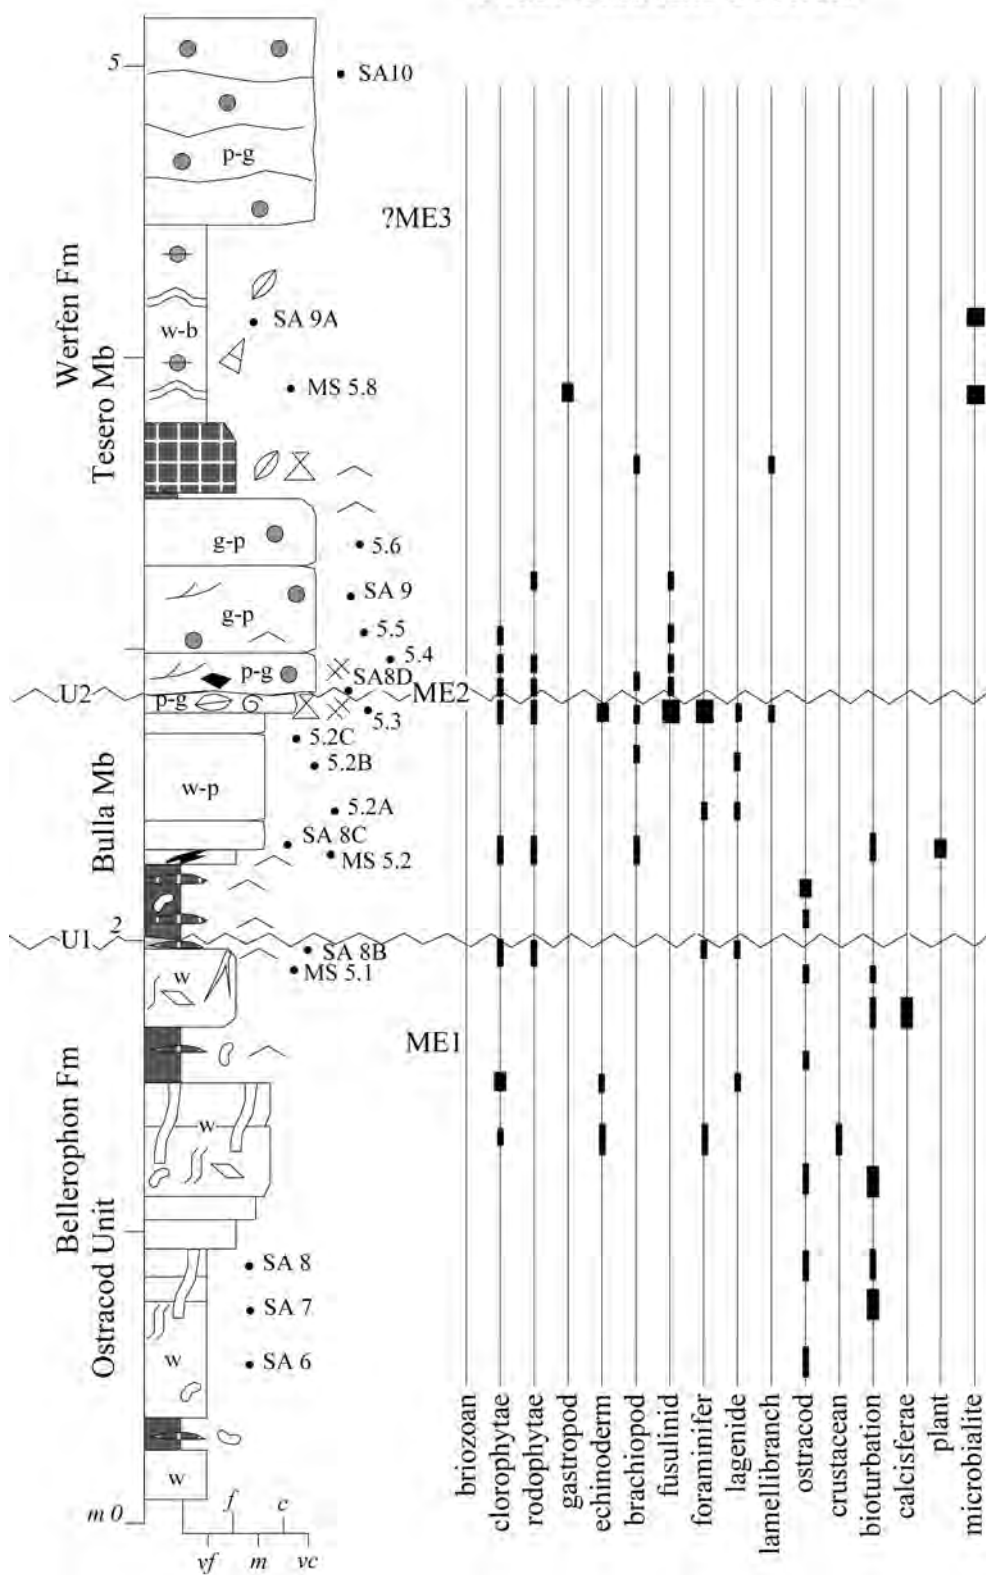 5
SA10
p-g
?ME3
Werfen Fm
Tesero Mb
SA 9A
w-b
MS 5.8
g-p
5.6
SA 9
g-p
5.5
5.4
p-g
SA8D
U2
ME2
p-g
5.3
5.2C
5.2B
w-p
Bulla Mb
5.2A
SA 8C
MS 5.2
2
U1
SA 8B
MS 5.1
w
ME1
Bellerophon Fm
Ostracod Unit
w
SA 8
SA 7
w
SA 6
w
m 0
f
c
vf
m
vc
briozoan
clorophytae
rodophytae
gastropod
echinoderm
brachiopod
fusulinid
foraminifer
lagenide
lamellibranch
ostracod
crustacean
bioturbation
calcisferae
plant
microbialite